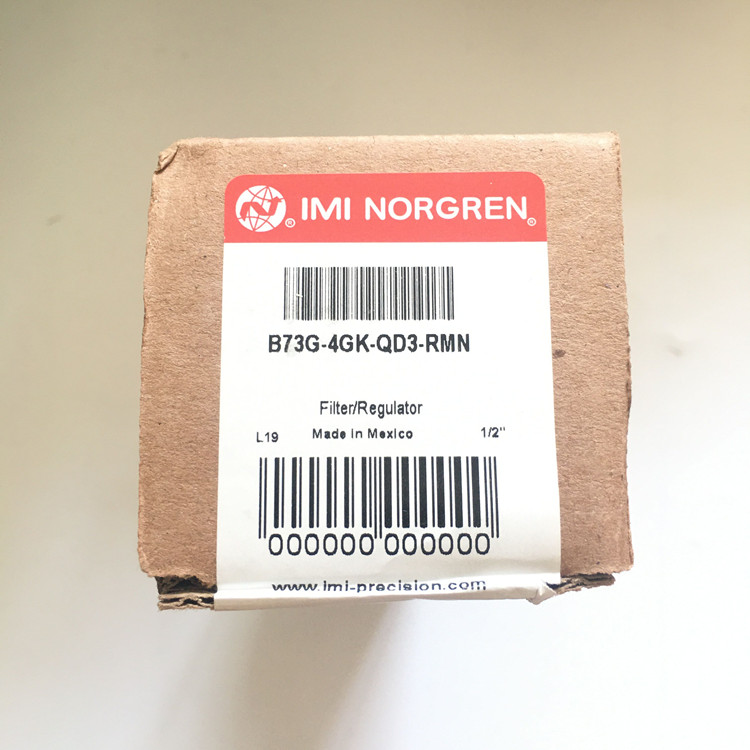 ® IMI NORGREN®
B73G-4GK-QD3-RMN
Filter/Regulator
L19 Made in Mexico 1/2"
000000 000000
www.imi-precision.com